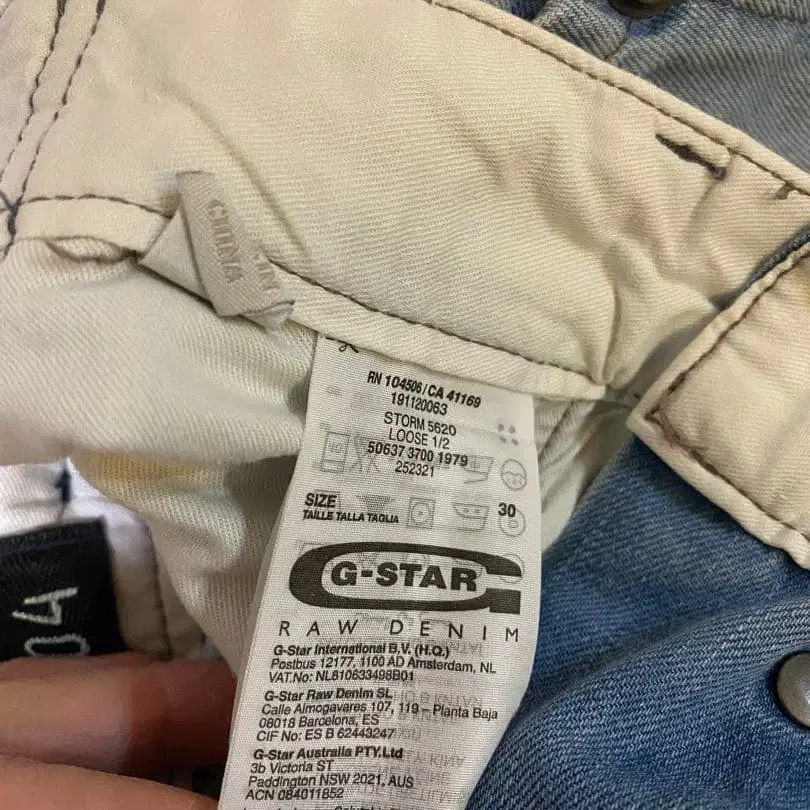 CHINA
RN 104506/CA 41169
191120063
STORM 5620
LOOSE 1/2
50637 3700 1979
252321
SIZE 30
TAILLE TALLA TAGLIA
G-STAR
RAW DENIM
G-Star International B.V. (H.Q.)
Postbus 12177, 1100 AD Amsterdam, NL
VAT.No: NL810633498B01
G-Star Raw Denim SL
Calle Almogavares 107, 119 – Planta Baja
08018 Barcelona, ES
CIF No: ES B 62443247
G-Star Australia PTY.Ltd
3b Victoria ST
Paddington NSW 2021, AUS
ACN 084011852
04